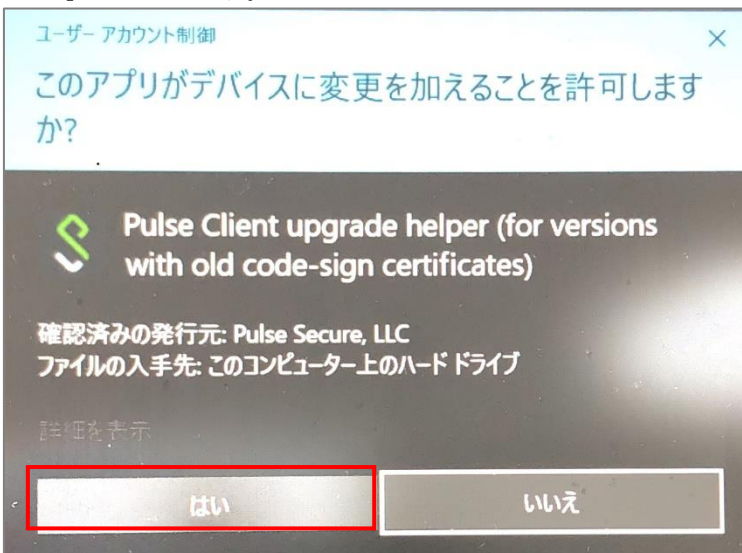 ユーザー アカウント制御
このアプリがデバイスに変更を加えることを許可します
か?
Pulse Client upgrade helper (for versions
with old code-sign certificates)
確認済みの発行元: Pulse Secure, LLC
ファイルの入手先: このコンピューター上のハード ドライブ
詳細を表示
はい
いいえ